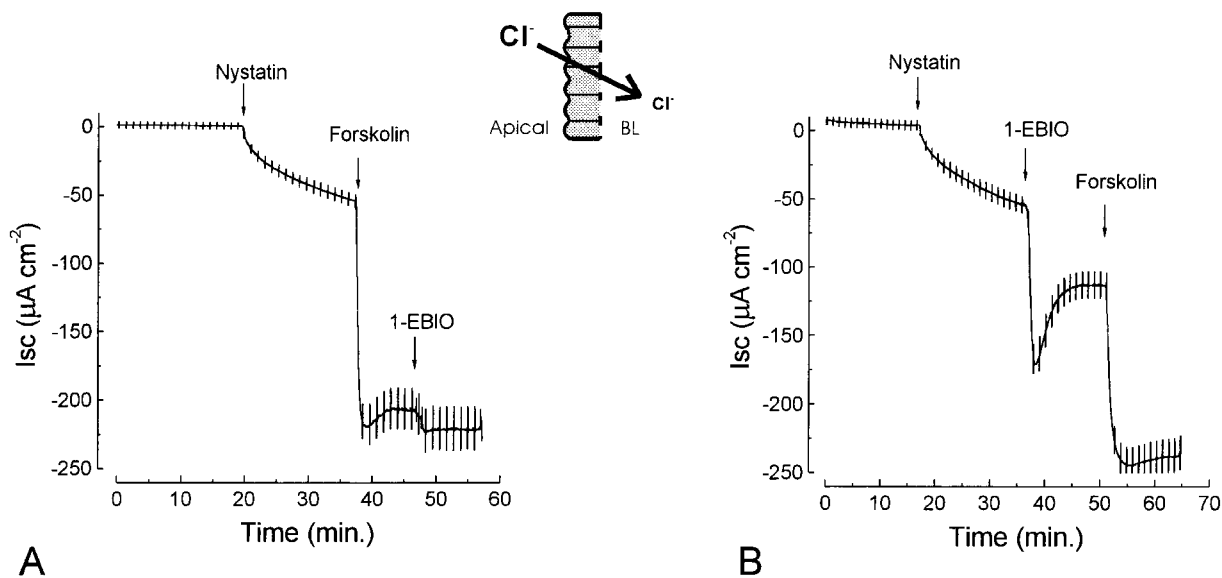 Nystatin
Forskolin
1-EBIO
0
-50
-100
-150
-200
-250
Isc (µA cm⁻²)
0 10 20 30 40 50 60
Time (min.)
A
Cl⁻
Cl⁻
Apical
BL
Nystatin
1-EBIO
Forskolin
0
-50
-100
-150
-200
-250
Isc (µA cm⁻²)
0 10 20 30 40 50 60 70
Time (min.)
B